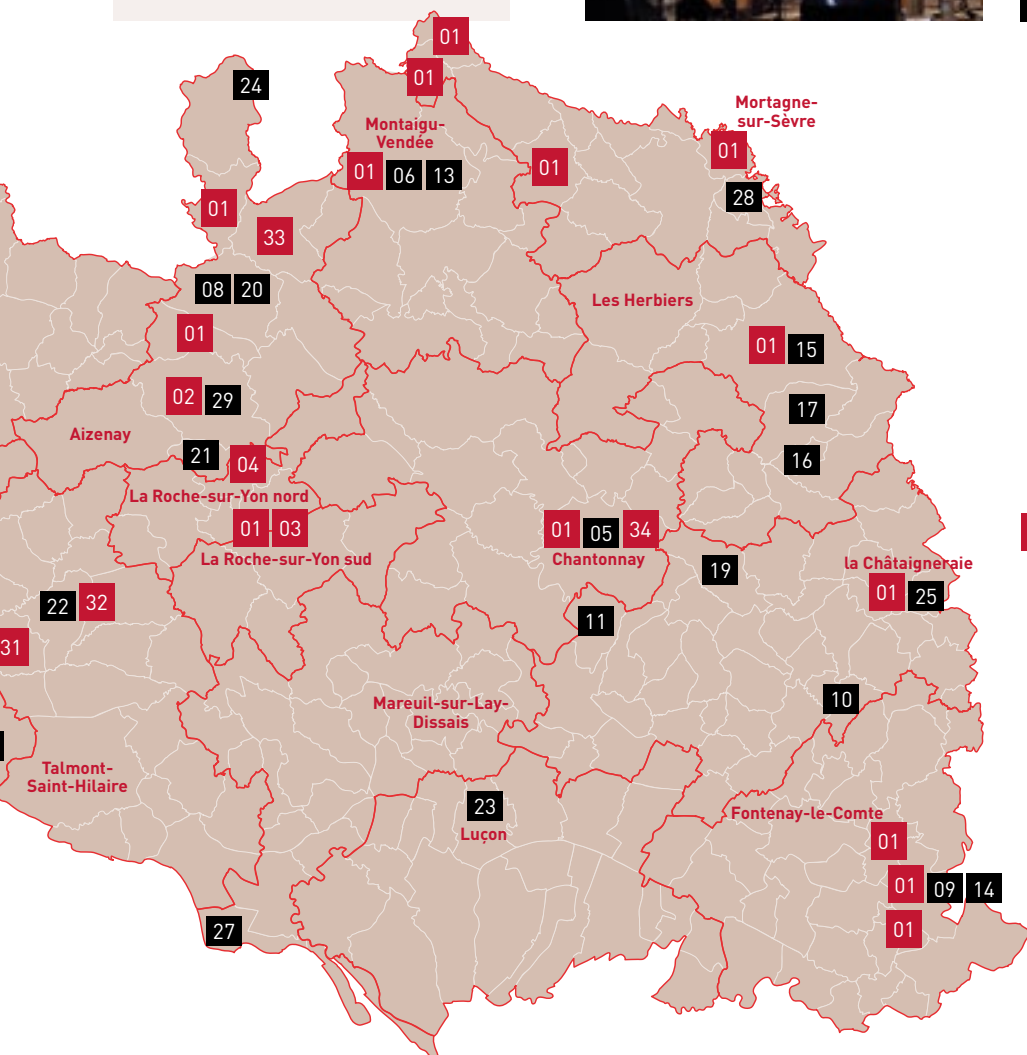 01
01
24
Mortagne-
sur-Sèvre
Montaigu-
Vendée
01
01 06 13
01
28
01
33
08 20
Les Herbiers
01
01 15
02 29
17
Aizenay
21 04
16
La Roche-sur-Yon nord
01 03
01 05 34
La Roche-sur-Yon sud
Chantonnay
la Châtaigneraie
19
01 25
22 32
11
31
10
Mareuil-sur-Lay-
Dissais
Talmont-
Saint-Hilaire
23
Luçon
Fontenay-le-Comte
01
01 09 14
01
27